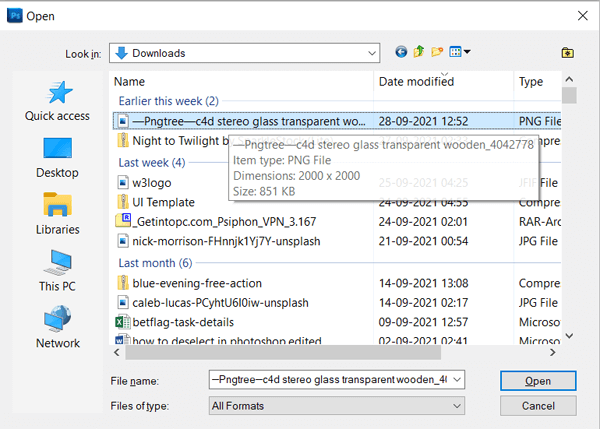 Ps Open
Look in: Downloads
Name Date modified Type
Quick access
Desktop
Libraries
This PC
Network
Earlier this week (2)
—Pngtree—c4d stereo glass transparent wo... 28-09-2021 12:52 PNG File
Night to Twilight b
—Pngtree—c4d stereo glass transparent wooden_4042778
Item type: PNG File
Dimensions: 2000 x 2000
Size: 851 KB
Last week (4)
w3logo 25-09-2021 04:25 JFIF File
UI Template 24-09-2021 04:55 Compre
_Getintopc.com_Psiphon_VPN_3.167 24-09-2021 02:01 RAR-Arc
nick-morrison-FHnnjk1Yj7Y-unsplash 21-09-2021 00:54 JPG File
Last month (6)
blue-evening-free-action 14-09-2021 13:08 Compre
caleb-lucas-PCyhtU6I0iw-unsplash 14-09-2021 02:17 JPG File
betflag-task-details 09-09-2021 12:57 Microso
how to deselect in photoshop edited 02-09-2021 02:41 Microso
File name: —Pngtree—c4d stereo glass transparent wooden_40 Open
Files of type: All Formats Cancel